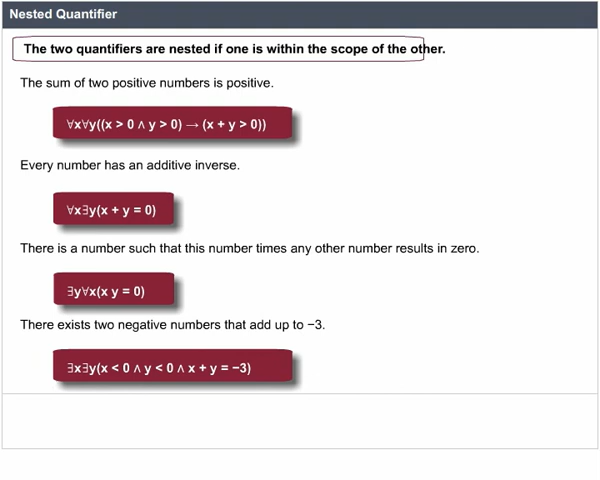 Nested Quantifier
The two quantifiers are nested if one is within the scope of the other.
The sum of two positive numbers is positive.
∀x∀y((x > 0 ∧ y > 0) → (x + y > 0))
Every number has an additive inverse.
∀x∃y(x + y = 0)
There is a number such that this number times any other number results in zero.
∃y∀x(x y = 0)
There exists two negative numbers that add up to −3.
∃x∃y(x < 0 ∧ y < 0 ∧ x + y = −3)